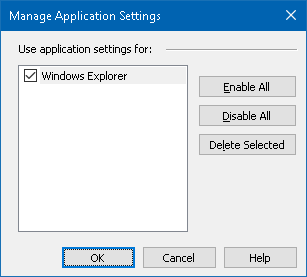 Manage Application Settings
Use application settings for:
Windows Explorer
Enable All
Disable All
Delete Selected
OK
Cancel
Help